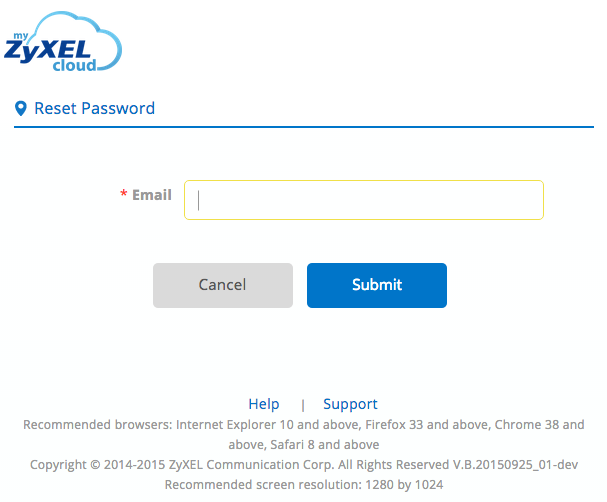 my
ZyXEL
cloud
Reset Password
* Email
Cancel
Submit
Help | Support
Recommended browsers: Internet Explorer 10 and above, Firefox 33 and above, Chrome 38 and
above, Safari 8 and above
Copyright © 2014-2015 ZyXEL Communication Corp. All Rights Reserved V.B.20150925_01-dev
Recommended screen resolution: 1280 by 1024